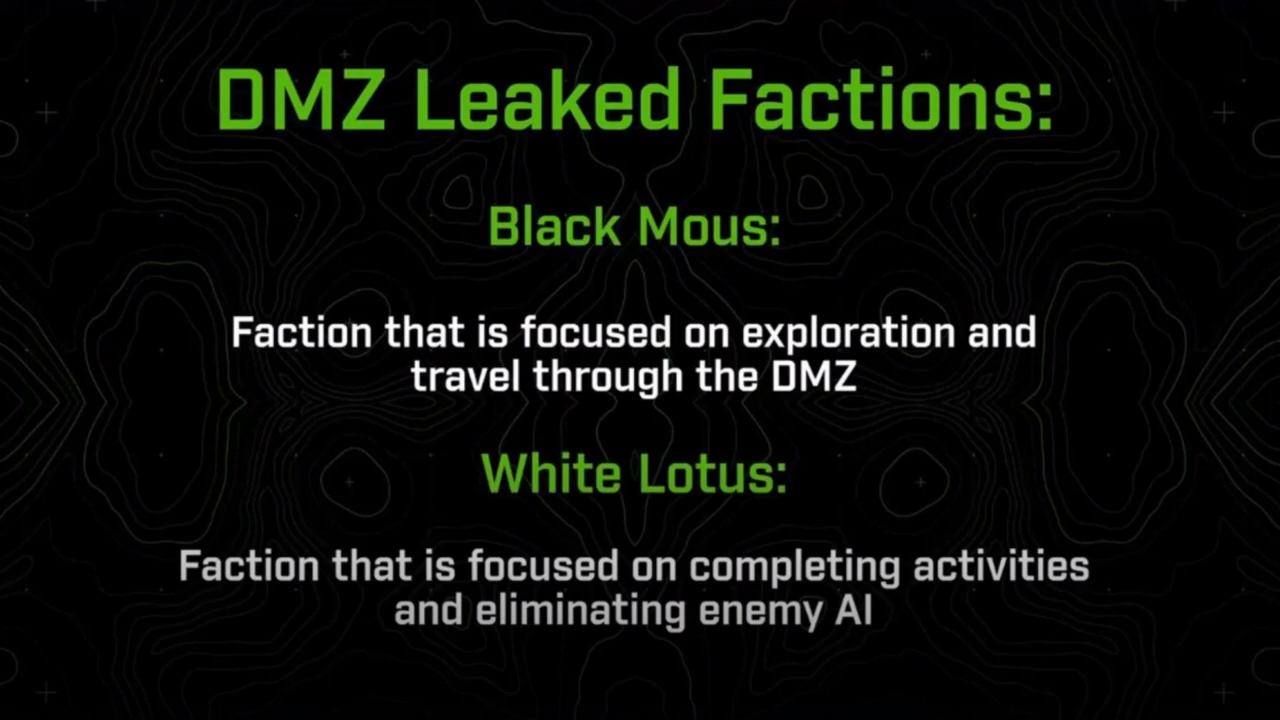 DMZ Leaked Factions:
Black Mous:
Faction that is focused on exploration and
travel through the DMZ
White Lotus:
Faction that is focused on completing activities
and eliminating enemy AI